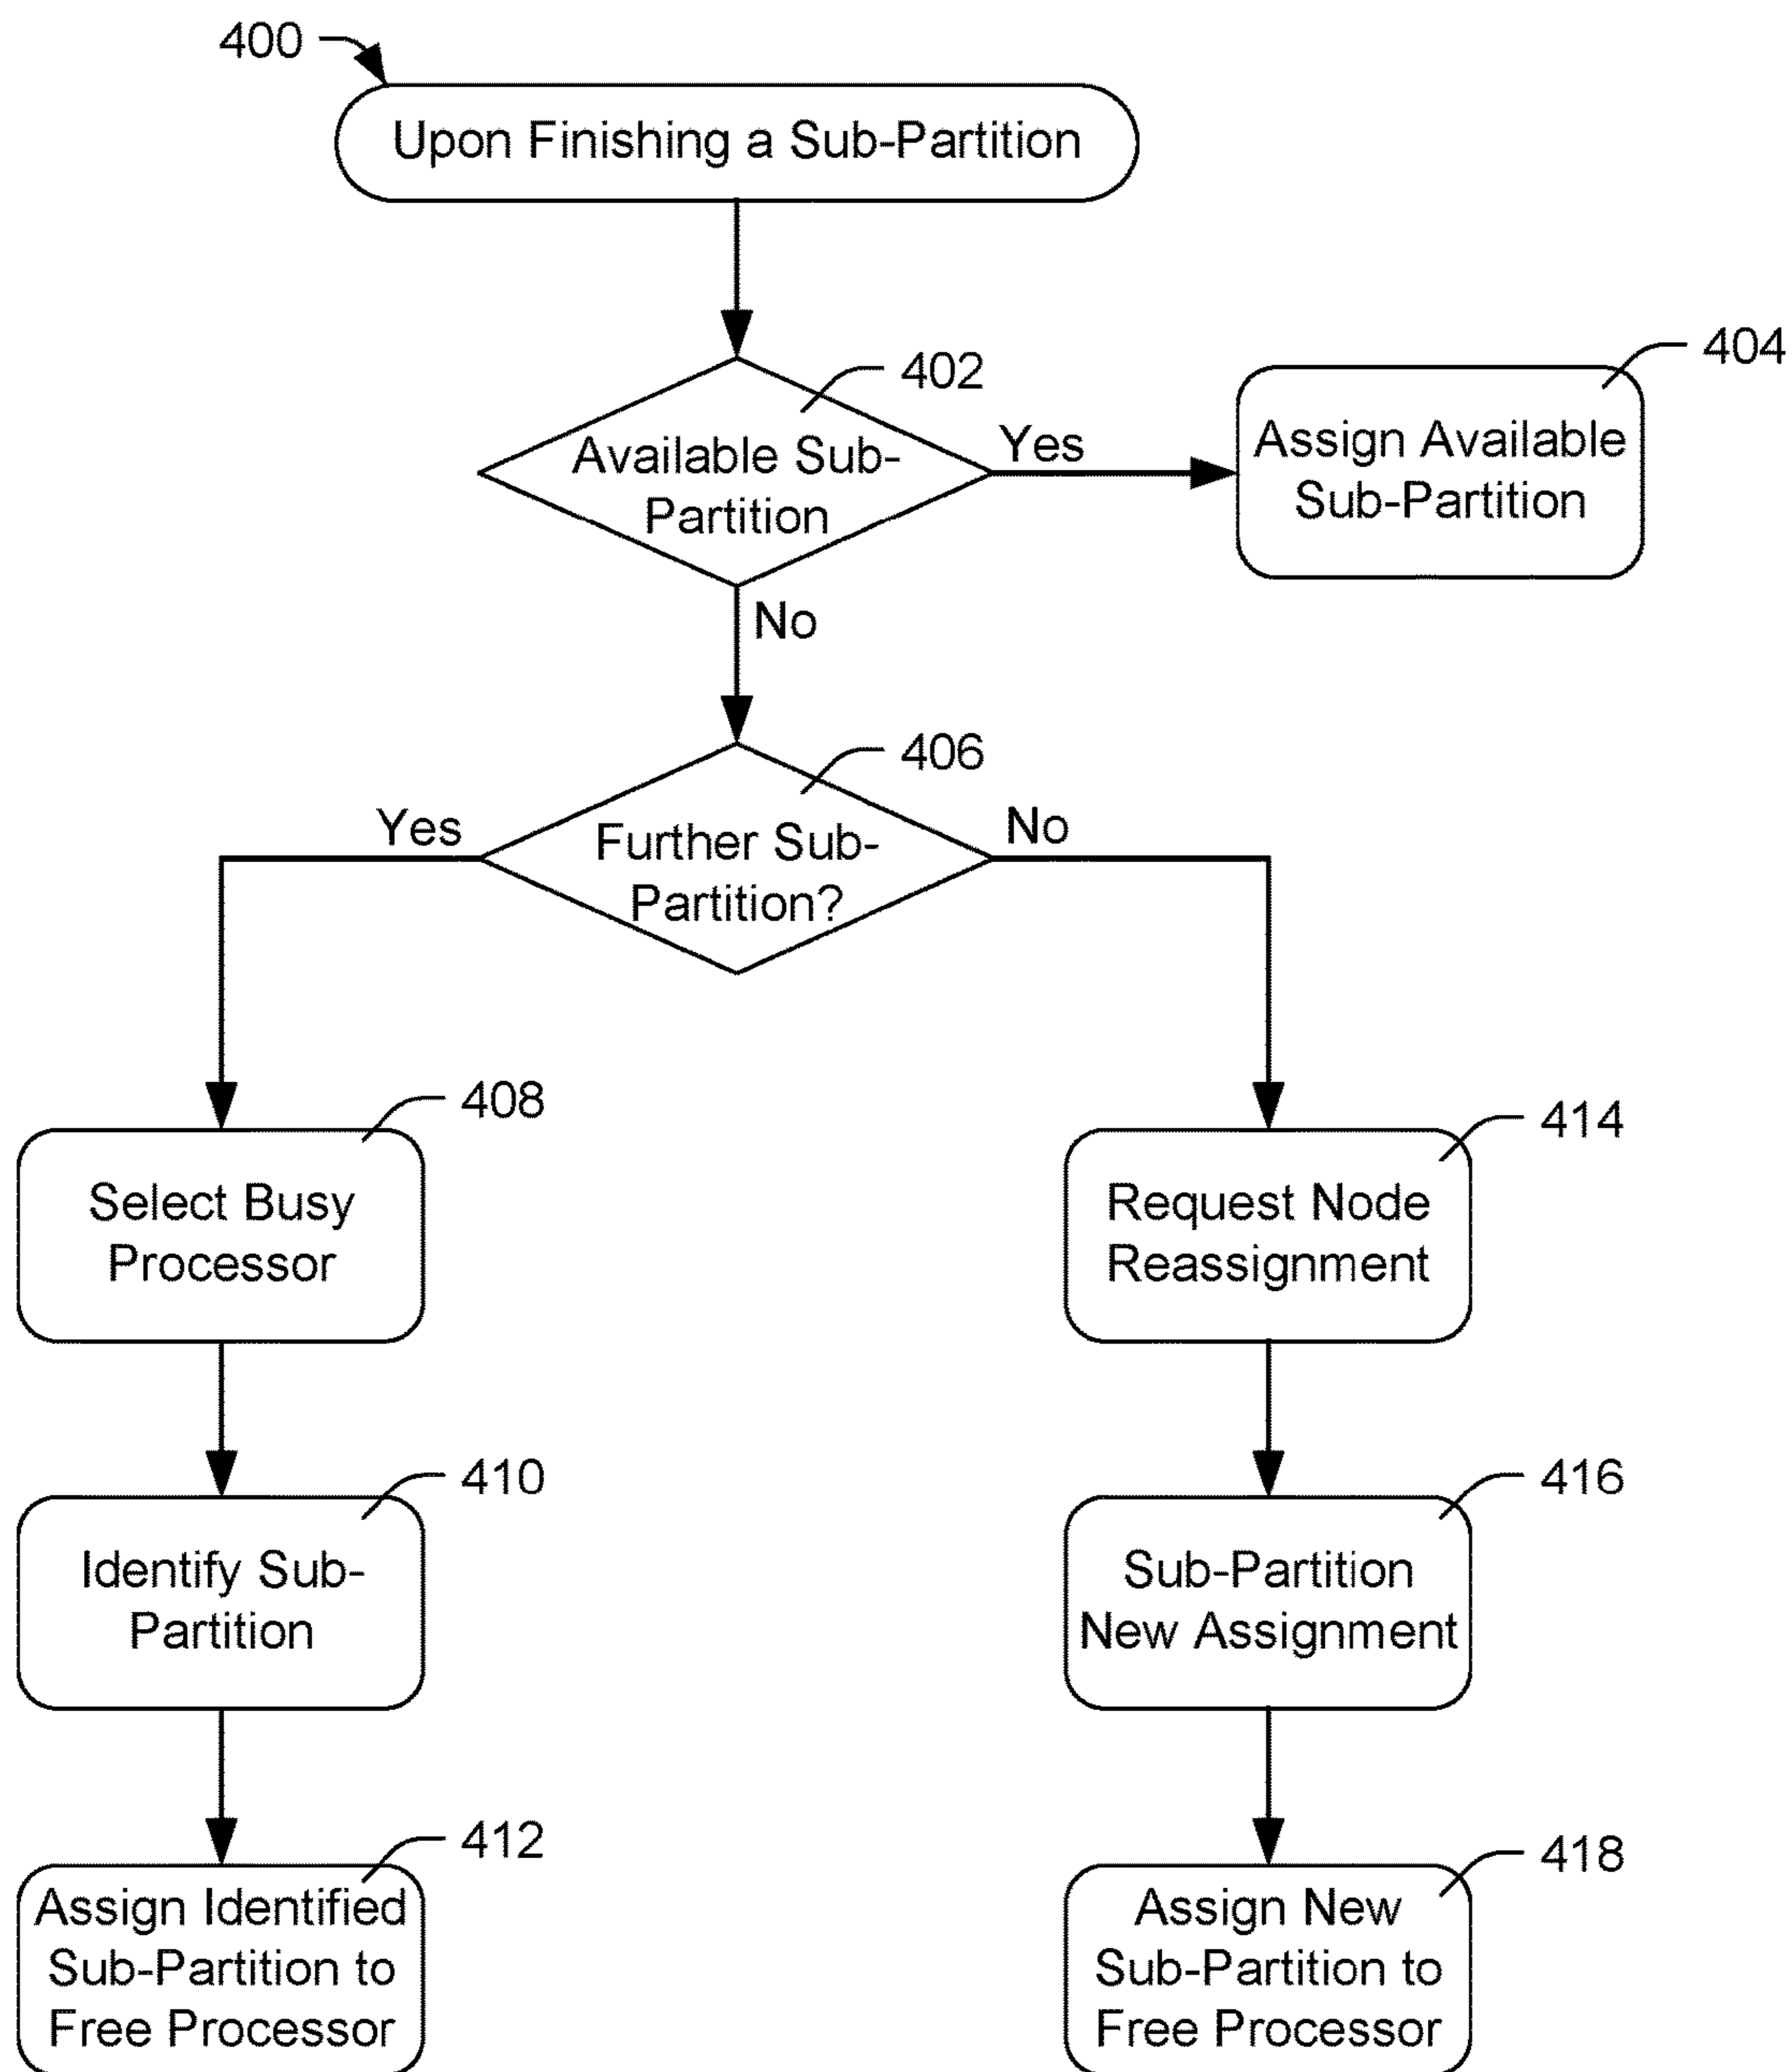 400
Upon Finishing a Sub-Partition
402
404
Available Sub-
Partition
Yes
Assign Available
Sub-Partition
No
406
Yes
Further Sub-
Partition?
No
408
Select Busy
Processor
414
Request Node
Reassignment
410
Identify Sub-
Partition
416
Sub-Partition
New Assignment
412
Assign Identified
Sub-Partition to
Free Processor
418
Assign New
Sub-Partition to
Free Processor